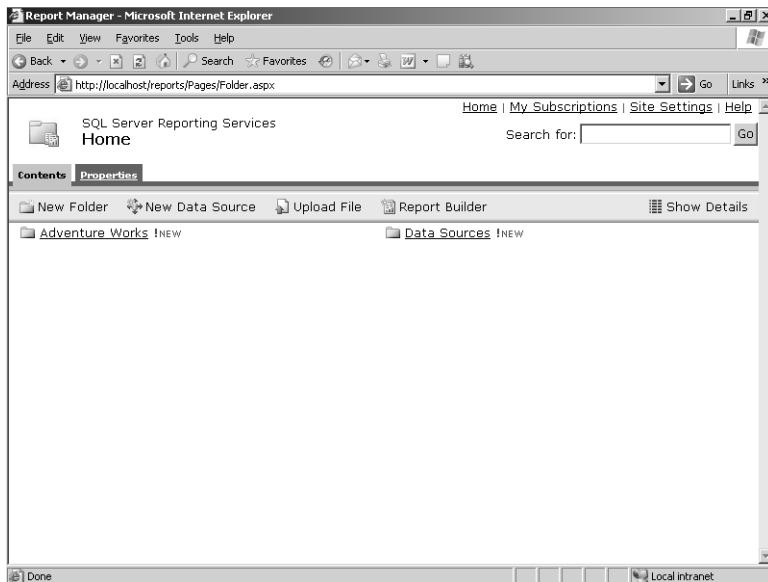 Report Manager - Microsoft Internet Explorer
File Edit View Favorites Tools Help
Back Search Favorites
Address http://localhost/reports/Pages/Folder.aspx Go Links »
Home | My Subscriptions | Site Settings | Help
SQL Server Reporting Services
Home
Search for: Go
Contents Properties
New Folder New Data Source Upload File Report Builder Show Details
Adventure Works !NEW Data Sources !NEW
Done Local intranet